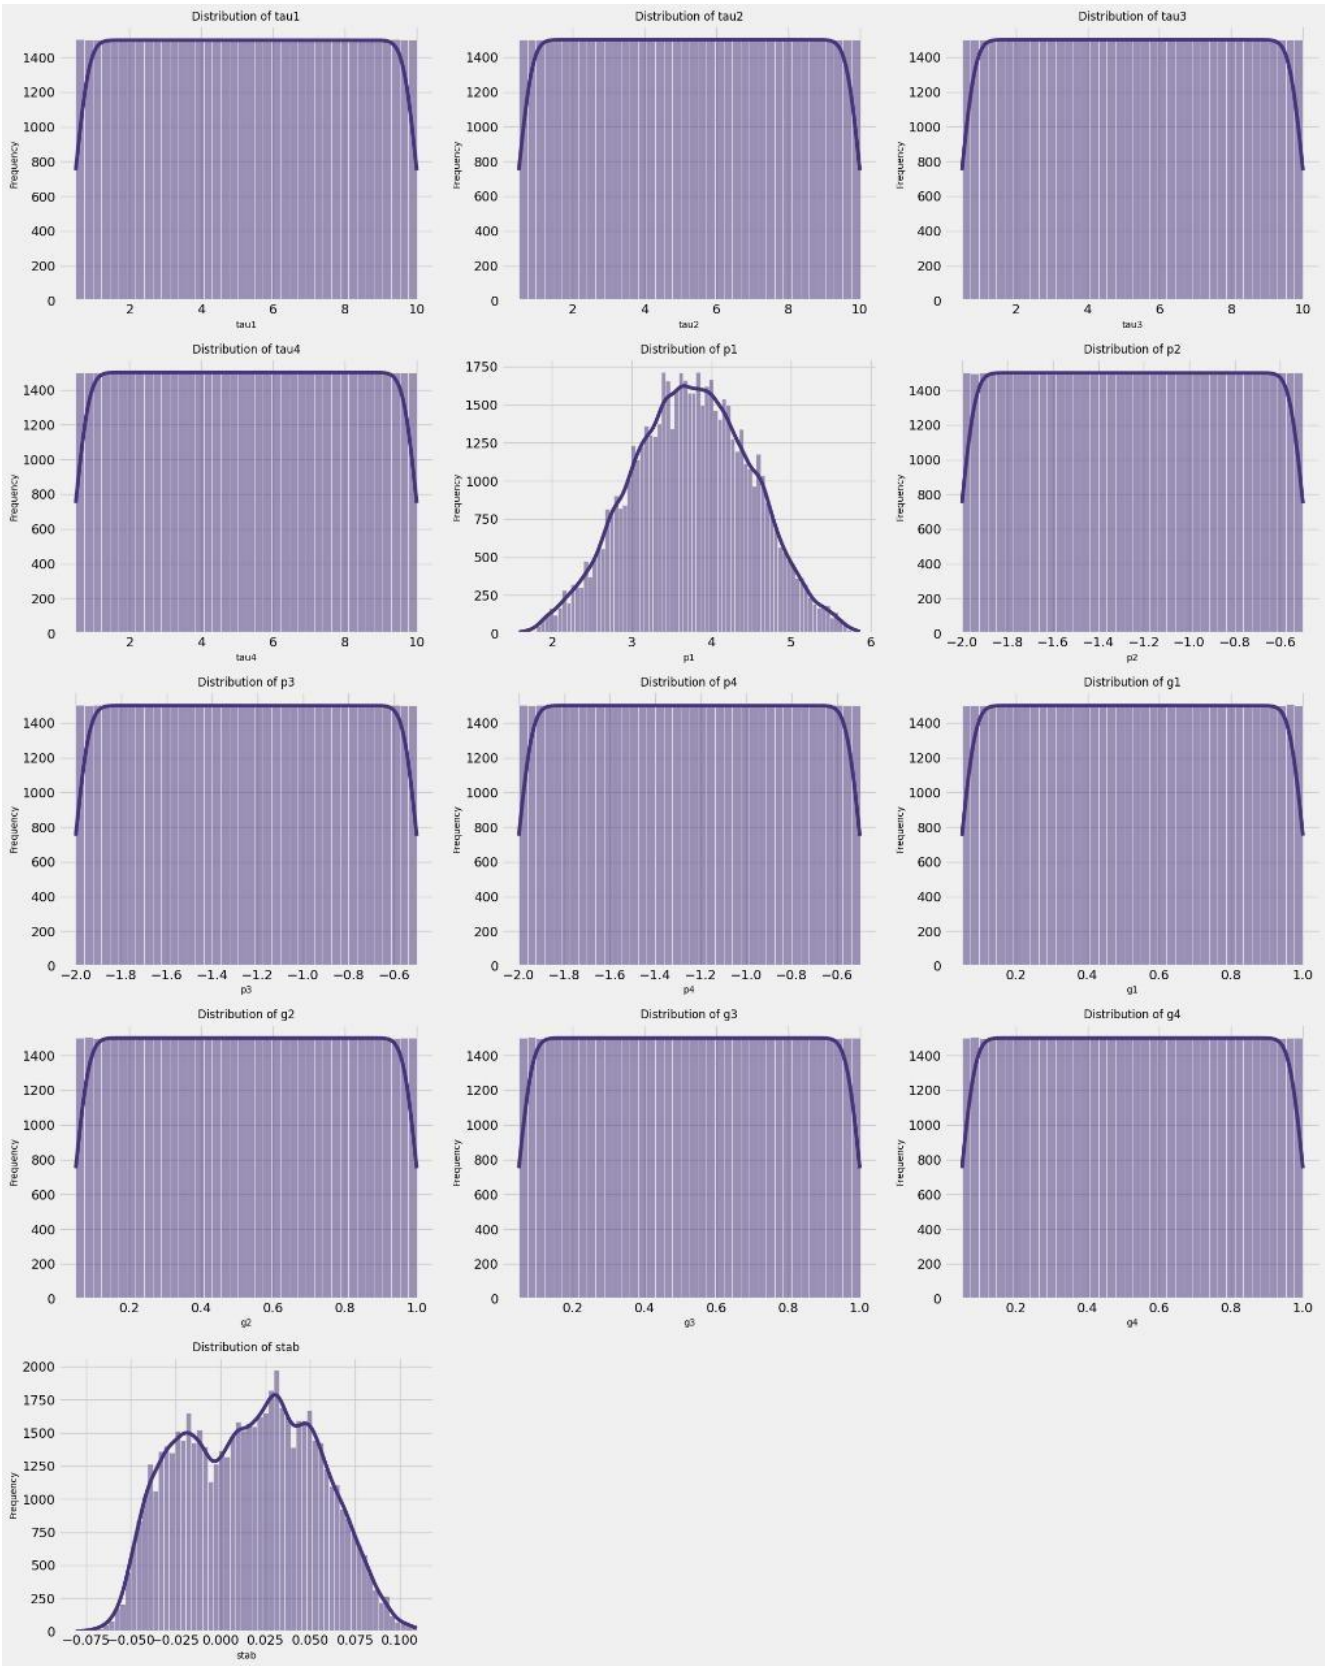 Distribution of tau1 Distribution of tau2 Distribution of tau3
1400 1400 1400
1200 1200 1200
1000 1000 1000
800 800 800
600 600 600
400 400 400
200 200 200
0 0 0
Frequency Frequency Frequency
2 4 6 8 10 2 4 6 8 10 2 4 6 8 10
tau1 tau2 tau3
Distribution of tau4 Distribution of p1 Distribution of p2
1400 1750 1400
1200 1500 1200
1000 1250 1000
800 1000 800
600 750 600
400 500 400
200 250 200
0 0 0
Frequency Frequency Frequency
2 4 6 8 10 2 3 4 5 6 −2.0 −1.8 −1.6 −1.4 −1.2 −1.0 −0.8 −0.6
tau4 p1 p2
Distribution of p3 Distribution of p4 Distribution of g1
1400 1400 1400
1200 1200 1200
1000 1000 1000
800 800 800
600 600 600
400 400 400
200 200 200
0 0 0
Frequency Frequency Frequency
−2.0 −1.8 −1.6 −1.4 −1.2 −1.0 −0.8 −0.6 −2.0 −1.8 −1.6 −1.4 −1.2 −1.0 −0.8 −0.6 0.2 0.4 0.6 0.8 1.0
p3 p4 g1
Distribution of g2 Distribution of g3 Distribution of g4
1400 1400 1400
1200 1200 1200
1000 1000 1000
800 800 800
600 600 600
400 400 400
200 200 200
0 0 0
Frequency Frequency Frequency
0.2 0.4 0.6 0.8 1.0 0.2 0.4 0.6 0.8 1.0 0.2 0.4 0.6 0.8 1.0
g2 g3 g4
Distribution of stab
2000
1750
1500
1250
1000
750
500
250
0
Frequency
−0.075 −0.050 −0.025 0.000 0.025 0.050 0.075 0.100
stab